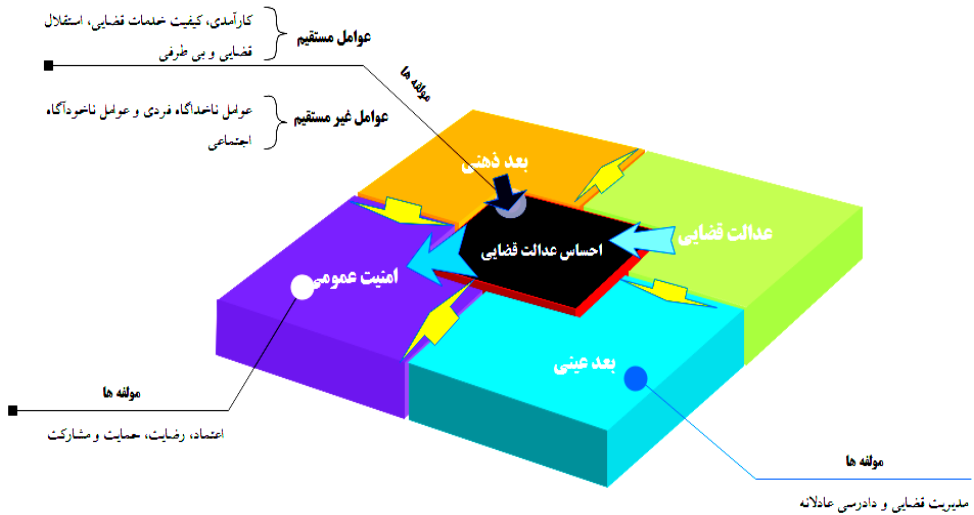 کارآمدی، کیفیت خدمات قضایی، استقلال
قضایی و بی طرفی
عوامل مستقیم
مولفه ها
عوامل ناخداگاه فردی و عوامل ناخودآگاه
اجتماعی
عوامل غیر مستقیم
بعد ذهنی
عدالت قضایی
احساس عدالت قضایی
امنیت عمومی
بعد عینی
مولفه ها
اعتماد، رضایت، حمایت و مشارکت
مولفه ها
مدیریت قضایی و دادرسی عادلانه